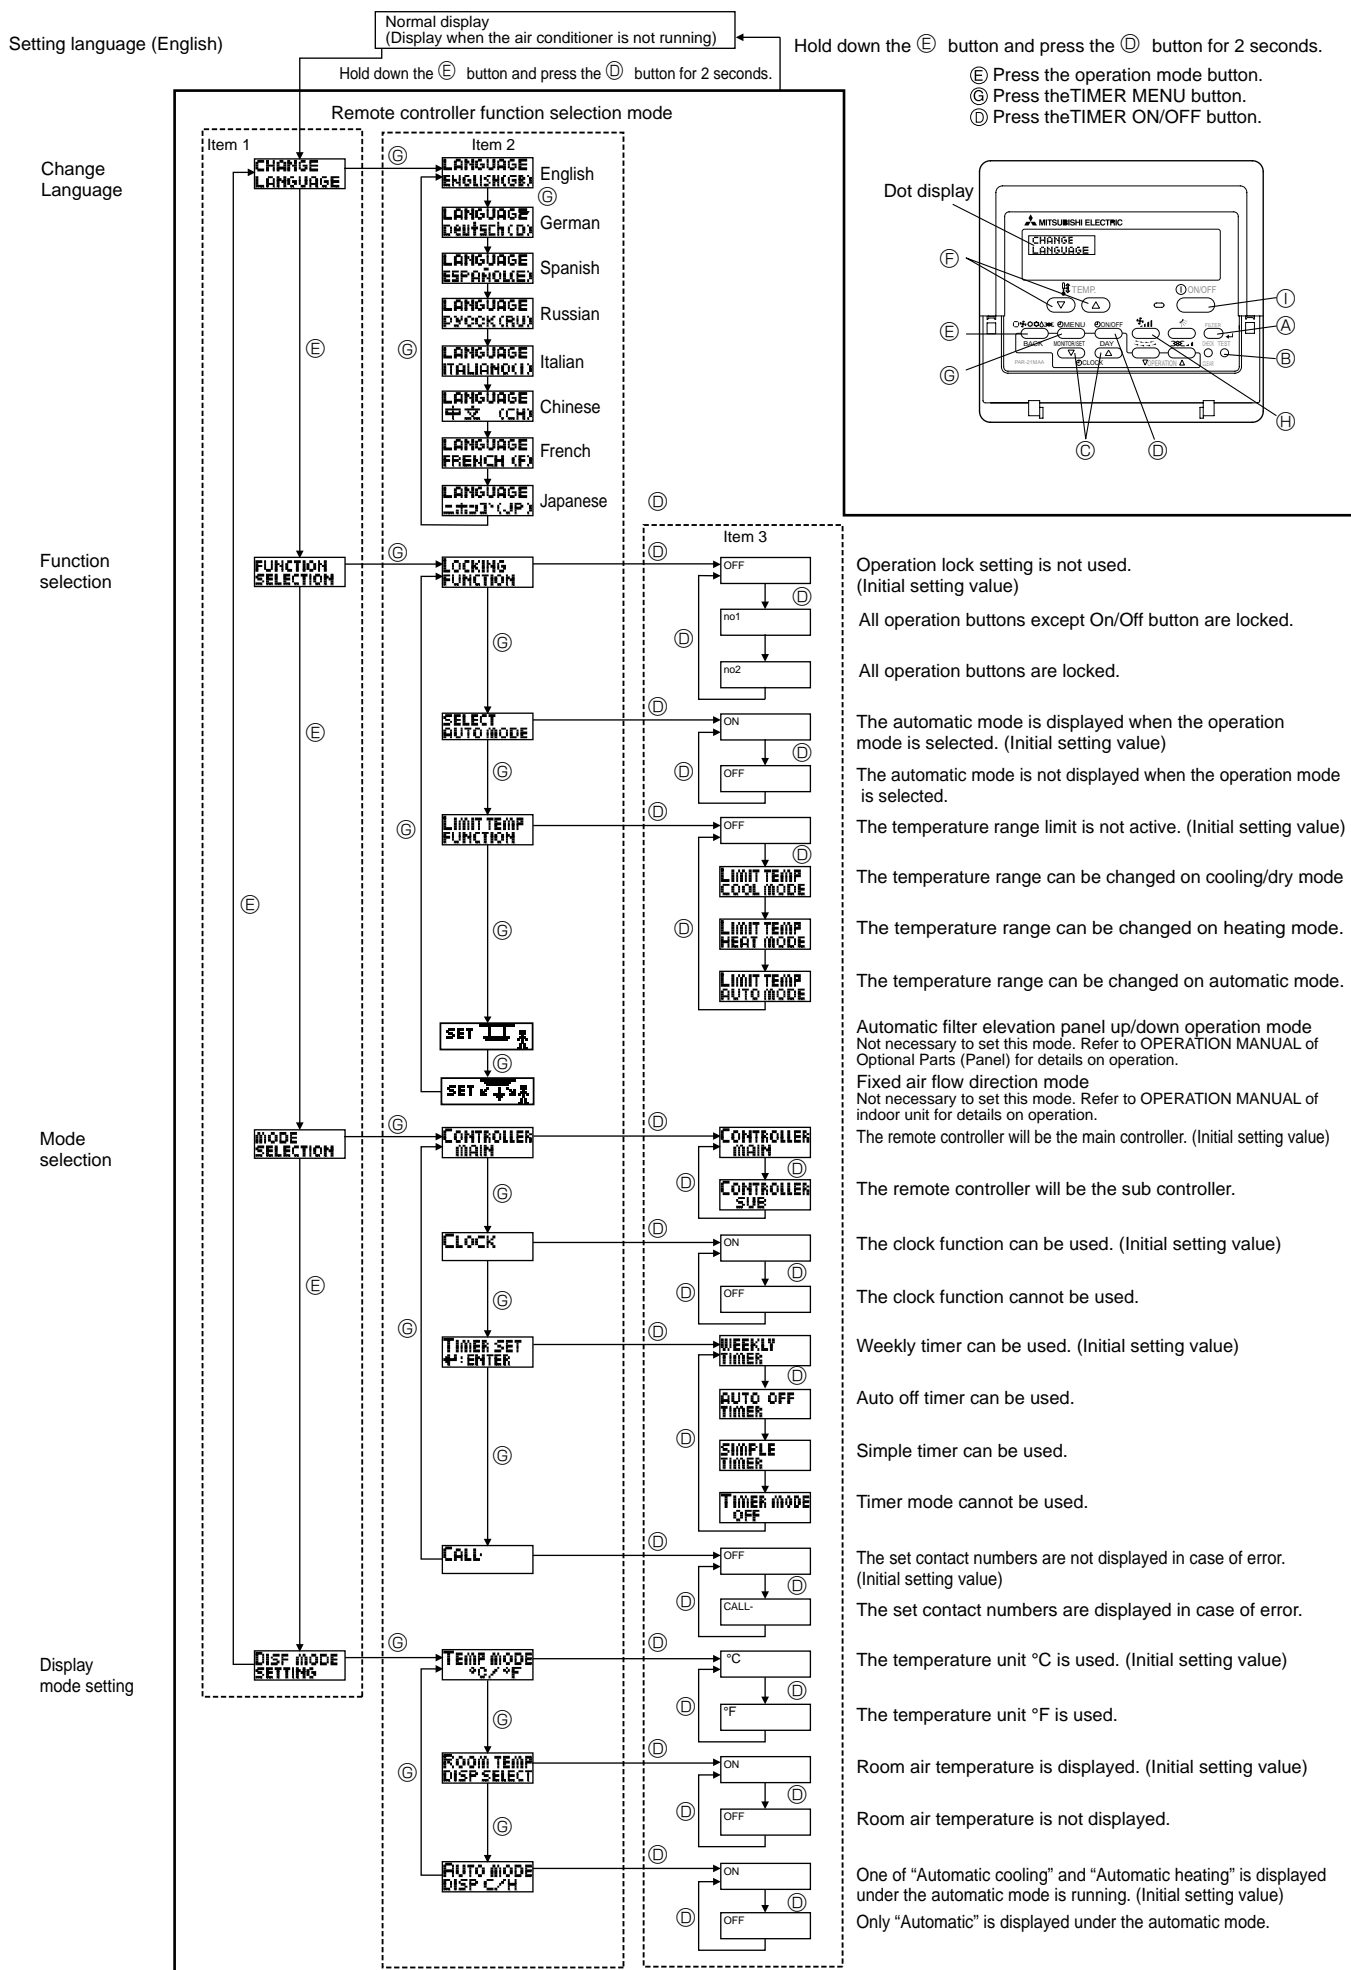 Normal display
(Display when the air conditioner is not running)
Setting language (English)
Hold down the Ⓔ button and press the Ⓓ button for 2 seconds.
Hold down the Ⓔ button and press the Ⓓ button for 2 seconds.
Ⓔ Press the operation mode button.
Ⓖ Press theTIMER MENU button.
Ⓓ Press theTIMER ON/OFF button.
Remote controller function selection mode
Item 1
Item 2
Change
Language
CHANGE
LANGUAGE
Ⓖ
LANGUAGE
ENGLISH(GB)
English
Ⓖ
LANGUAGE
Deutsch(D)
German
LANGUAGE
ESPAÑOL(E)
Spanish
LANGUAGE
РУССК(RU)
Russian
Ⓔ
Ⓖ
LANGUAGE
ITALIANO(I)
Italian
LANGUAGE
中文 (CH)
Chinese
LANGUAGE
FRENCH (F)
French
LANGUAGE
ニホンゴ(JP)
Japanese
Ⓓ
Dot display
MITSUBISHI ELECTRIC
CHANGE
LANGUAGE
Ⓕ
TEMP.
ON/OFF
Ⓘ
Ⓔ
MENU
ON/OFF
FILTER
Ⓐ
BACK
MONITOR/SET
DAY
CHECK TEST
Ⓑ
PAR-21MAA
CLOCK
OPERATION
CLEAR
Ⓖ
Ⓗ
Ⓒ
Ⓓ
Item 3
Function
selection
FUNCTION
SELECTION
Ⓖ
LOCKING
FUNCTION
Ⓓ
OFF
Operation lock setting is not used.
(Initial setting value)
Ⓓ
no1
All operation buttons except On/Off button are locked.
Ⓖ
Ⓓ
no2
All operation buttons are locked.
Ⓔ
SELECT
AUTO MODE
Ⓓ
ON
The automatic mode is displayed when the operation
mode is selected. (Initial setting value)
Ⓓ
Ⓖ
Ⓓ
OFF
The automatic mode is not displayed when the operation mode
is selected.
Ⓖ
LIMIT TEMP
FUNCTION
Ⓓ
OFF
The temperature range limit is not active. (Initial setting value)
Ⓓ
LIMIT TEMP
COOL MODE
The temperature range can be changed on cooling/dry mode
Ⓔ
Ⓖ
Ⓓ
LIMIT TEMP
HEAT MODE
The temperature range can be changed on heating mode.
LIMIT TEMP
AUTO MODE
The temperature range can be changed on automatic mode.
SET
Automatic filter elevation panel up/down operation mode
Not necessary to set this mode. Refer to OPERATION MANUAL of
Optional Parts (Panel) for details on operation.
Ⓖ
SET
Fixed air flow direction mode
Not necessary to set this mode. Refer to OPERATION MANUAL of
indoor unit for details on operation.
Mode
selection
MODE
SELECTION
Ⓖ
CONTROLLER
MAIN
Ⓓ
CONTROLLER
MAIN
The remote controller will be the main controller. (Initial setting value)
Ⓓ
Ⓖ
Ⓓ
CONTROLLER
SUB
The remote controller will be the sub controller.
CLOCK
Ⓓ
ON
The clock function can be used. (Initial setting value)
Ⓓ
Ⓔ
Ⓖ
Ⓓ
OFF
The clock function cannot be used.
Ⓖ
TIMER SET
↵:ENTER
Ⓓ
WEEKLY
TIMER
Weekly timer can be used. (Initial setting value)
Ⓓ
AUTO OFF
TIMER
Auto off timer can be used.
Ⓖ
Ⓓ
SIMPLE
TIMER
Simple timer can be used.
TIMER MODE
OFF
Timer mode cannot be used.
CALL-
Ⓓ
OFF
The set contact numbers are not displayed in case of error.
(Initial setting value)
Ⓓ
Ⓓ
CALL-
The set contact numbers are displayed in case of error.
Display
mode setting
DISP MODE
SETTING
Ⓖ
TEMP MODE
°C/°F
Ⓓ
°C
The temperature unit °C is used. (Initial setting value)
Ⓓ
Ⓖ
Ⓓ
°F
The temperature unit °F is used.
Ⓖ
ROOM TEMP
DISP SELECT
Ⓓ
ON
Room air temperature is displayed. (Initial setting value)
Ⓓ
Ⓖ
Ⓓ
OFF
Room air temperature is not displayed.
AUTO MODE
DISP C/H
Ⓓ
ON
One of “Automatic cooling” and “Automatic heating” is displayed
under the automatic mode is running. (Initial setting value)
Ⓓ
Ⓓ
OFF
Only “Automatic” is displayed under the automatic mode.